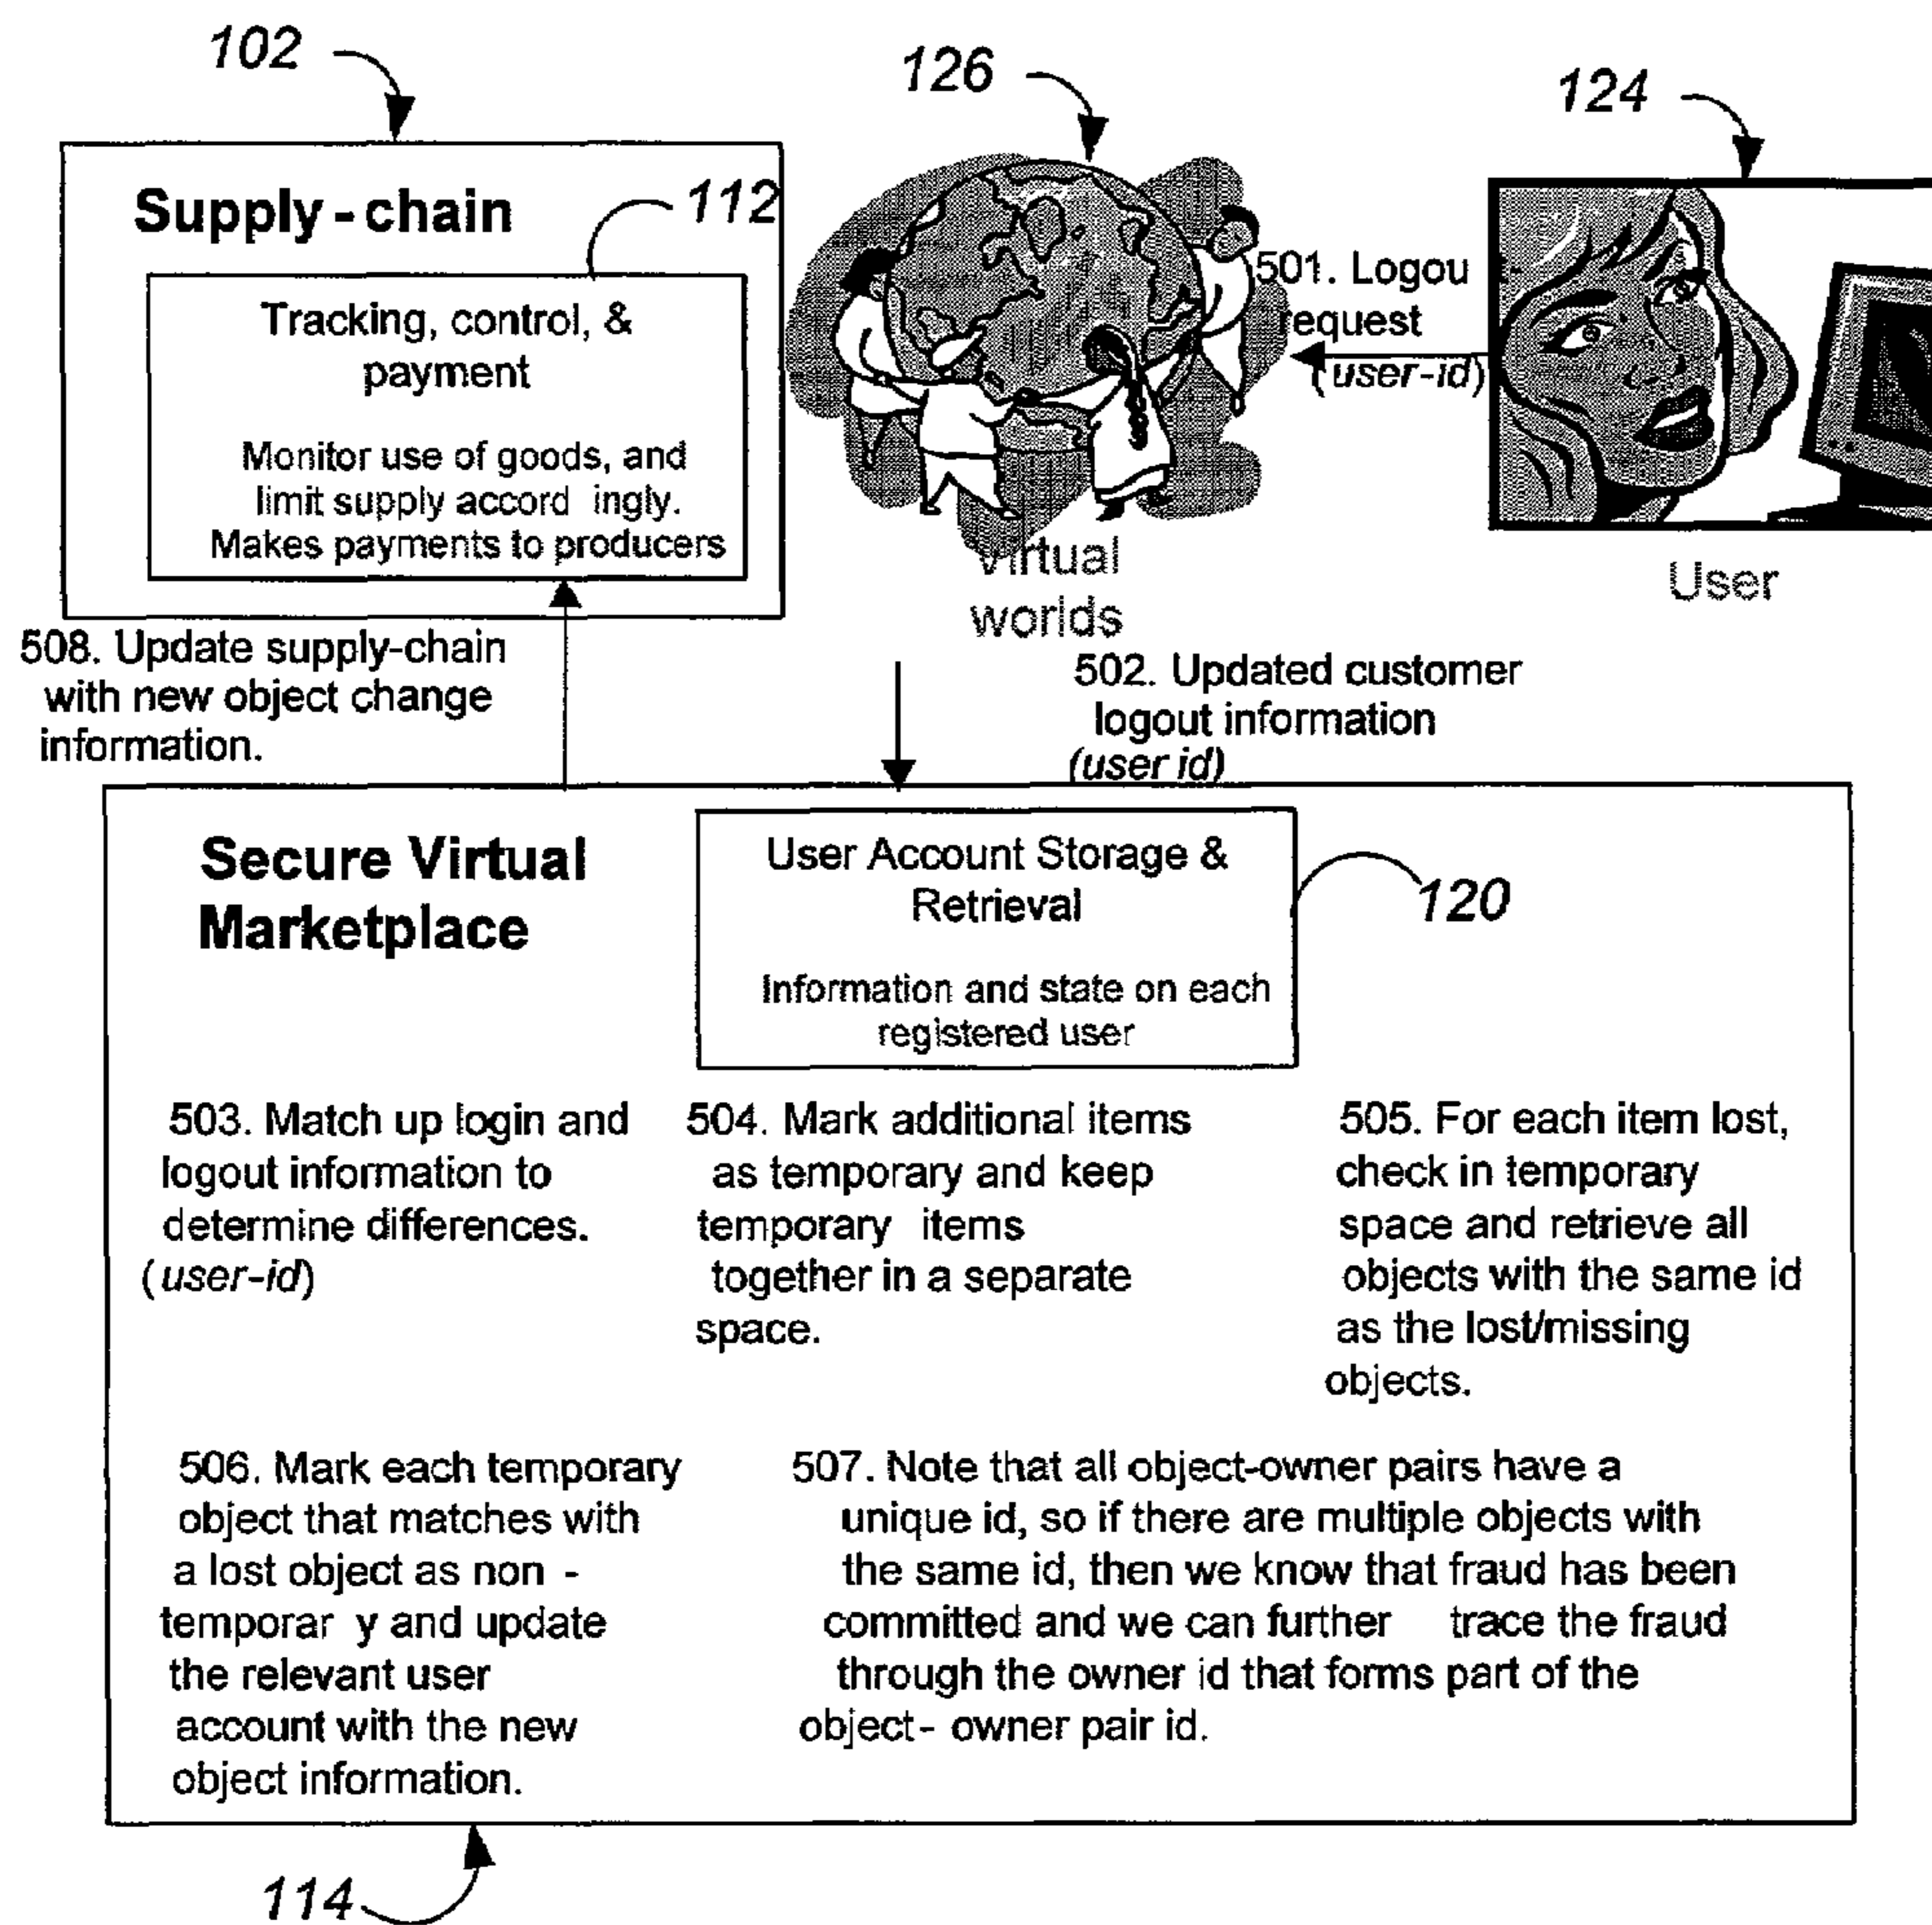 102
126
124
Supply - chain
112
Tracking, control, &
payment
Monitor use of goods, and
limit supply accord ingly.
Makes payments to producers
501. Logou
request
(user-id)
virtual
worlds
User
508. Update supply-chain
with new object change
information.
502. Updated customer
logout information
(user id)
Secure Virtual
Marketplace
User Account Storage &
Retrieval
Information and state on each
registered user
120
503. Match up login and
logout information to
determine differences.
(user-id)
504. Mark additional items
as temporary and keep
temporary items
together in a separate
space.
505. For each item lost,
check in temporary
space and retrieve all
objects with the same id
as the lost/missing
objects.
506. Mark each temporary
object that matches with
a lost object as non -
temporar y and update
the relevant user
account with the new
object information.
507. Note that all object-owner pairs have a
unique id, so if there are multiple objects with
the same id, then we know that fraud has been
committed and we can further trace the fraud
through the owner id that forms part of the
object- owner pair id.
114